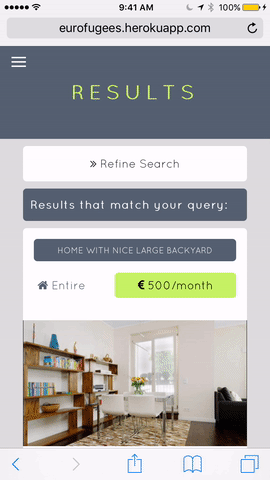 9:41 AM
100%
eurofugees.herokuapp.com
RESULTS
» Refine Search
Results that match your query:
HOME WITH NICE LARGE BACKYARD
Entire
€ 500/month